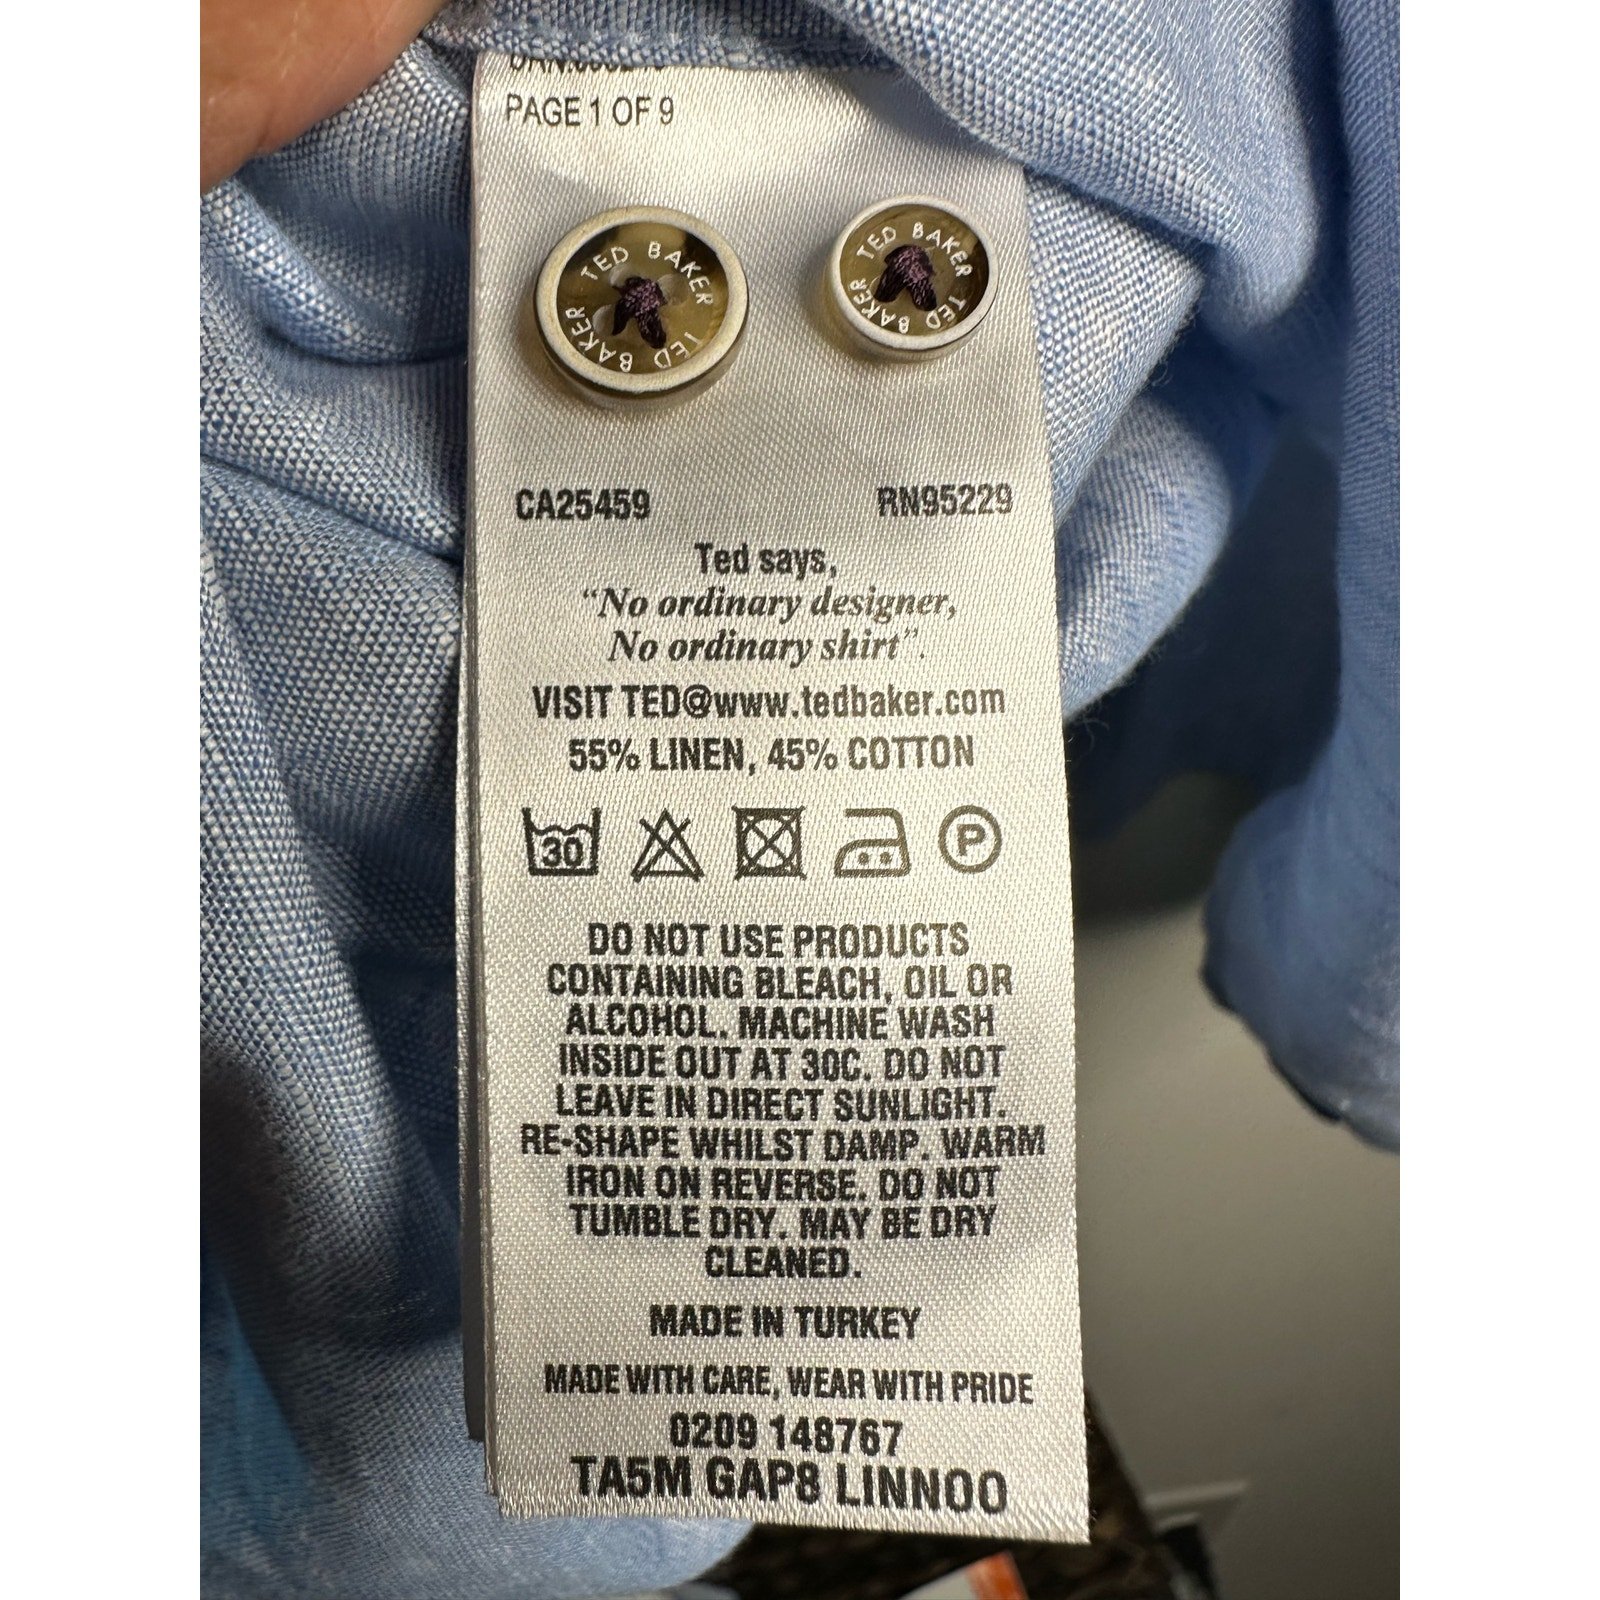 PAGE 1 OF 9
TED BAKER TED BAKER
TED BAKER TED BAKER
CA25459 RN95229
Ted says,
“No ordinary designer,
No ordinary shirt”.
VISIT TED@www.tedbaker.com
55% LINEN, 45% COTTON
30 P
DO NOT USE PRODUCTS
CONTAINING BLEACH, OIL OR
ALCOHOL. MACHINE WASH
INSIDE OUT AT 30C. DO NOT
LEAVE IN DIRECT SUNLIGHT.
RE-SHAPE WHILST DAMP. WARM
IRON ON REVERSE. DO NOT
TUMBLE DRY. MAY BE DRY
CLEANED.
MADE IN TURKEY
MADE WITH CARE, WEAR WITH PRIDE
0209 148767
TA5M GAP8 LINNOO